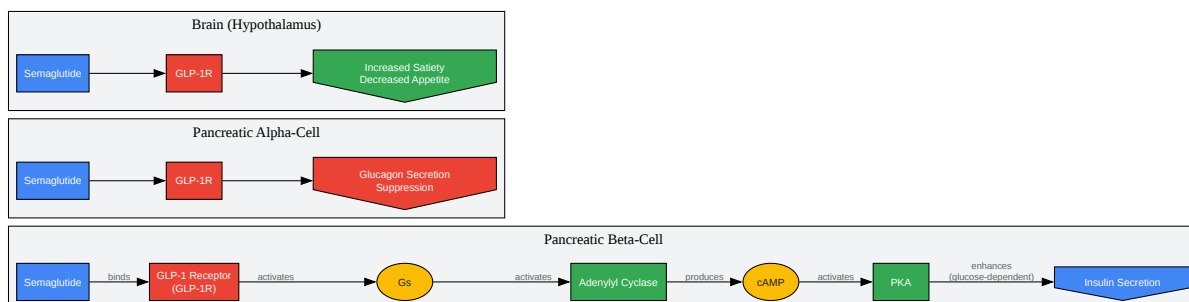 Brain (Hypothalamus)
Semaglutide
GLP-1R
Increased Satiety
Decreased Appetite
Pancreatic Alpha-Cell
Semaglutide
GLP-1R
Glucagon Secretion
Suppression
Pancreatic Beta-Cell
Semaglutide
binds
GLP-1 Receptor
(GLP-1R)
activates
Gs
activates
Adenylyl Cyclase
produces
cAMP
activates
PKA
enhances
(glucose-dependent)
Insulin Secretion